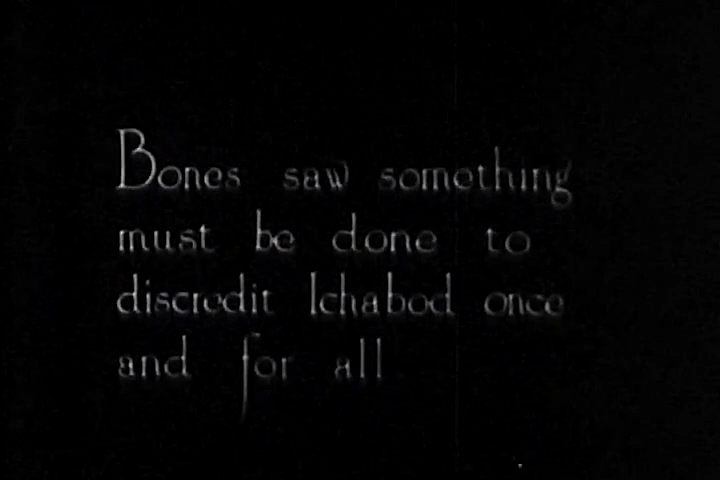 Bones saw something
must be done to
discredit Ichabod once
and for all